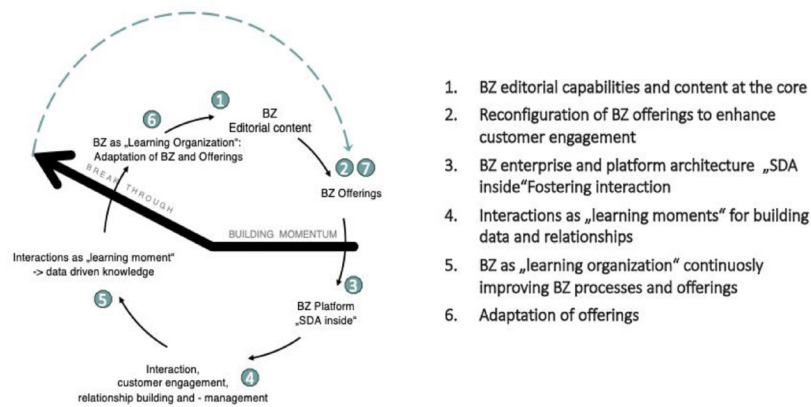 1
BZ
Editorial content
6
BZ as „Learning Organization“:
Adaptation of BZ and Offerings
2 7
BZ Offerings
BREAK THROUGH
BUILDING MOMENTUM
Interactions as „learning moment“
-> data driven knowledge
5
3
BZ Platform
„SDA inside“
4
Interaction,
customer engagement,
relationship building and - management
1. BZ editorial capabilities and content at the core
2. Reconfiguration of BZ offerings to enhance
customer engagement
3. BZ enterprise and platform architecture „SDA
inside“Fostering interaction
4. Interactions as „learning moments“ for building
data and relationships
5. BZ as „learning organization“ continuosly
improving BZ processes and offerings
6. Adaptation of offerings